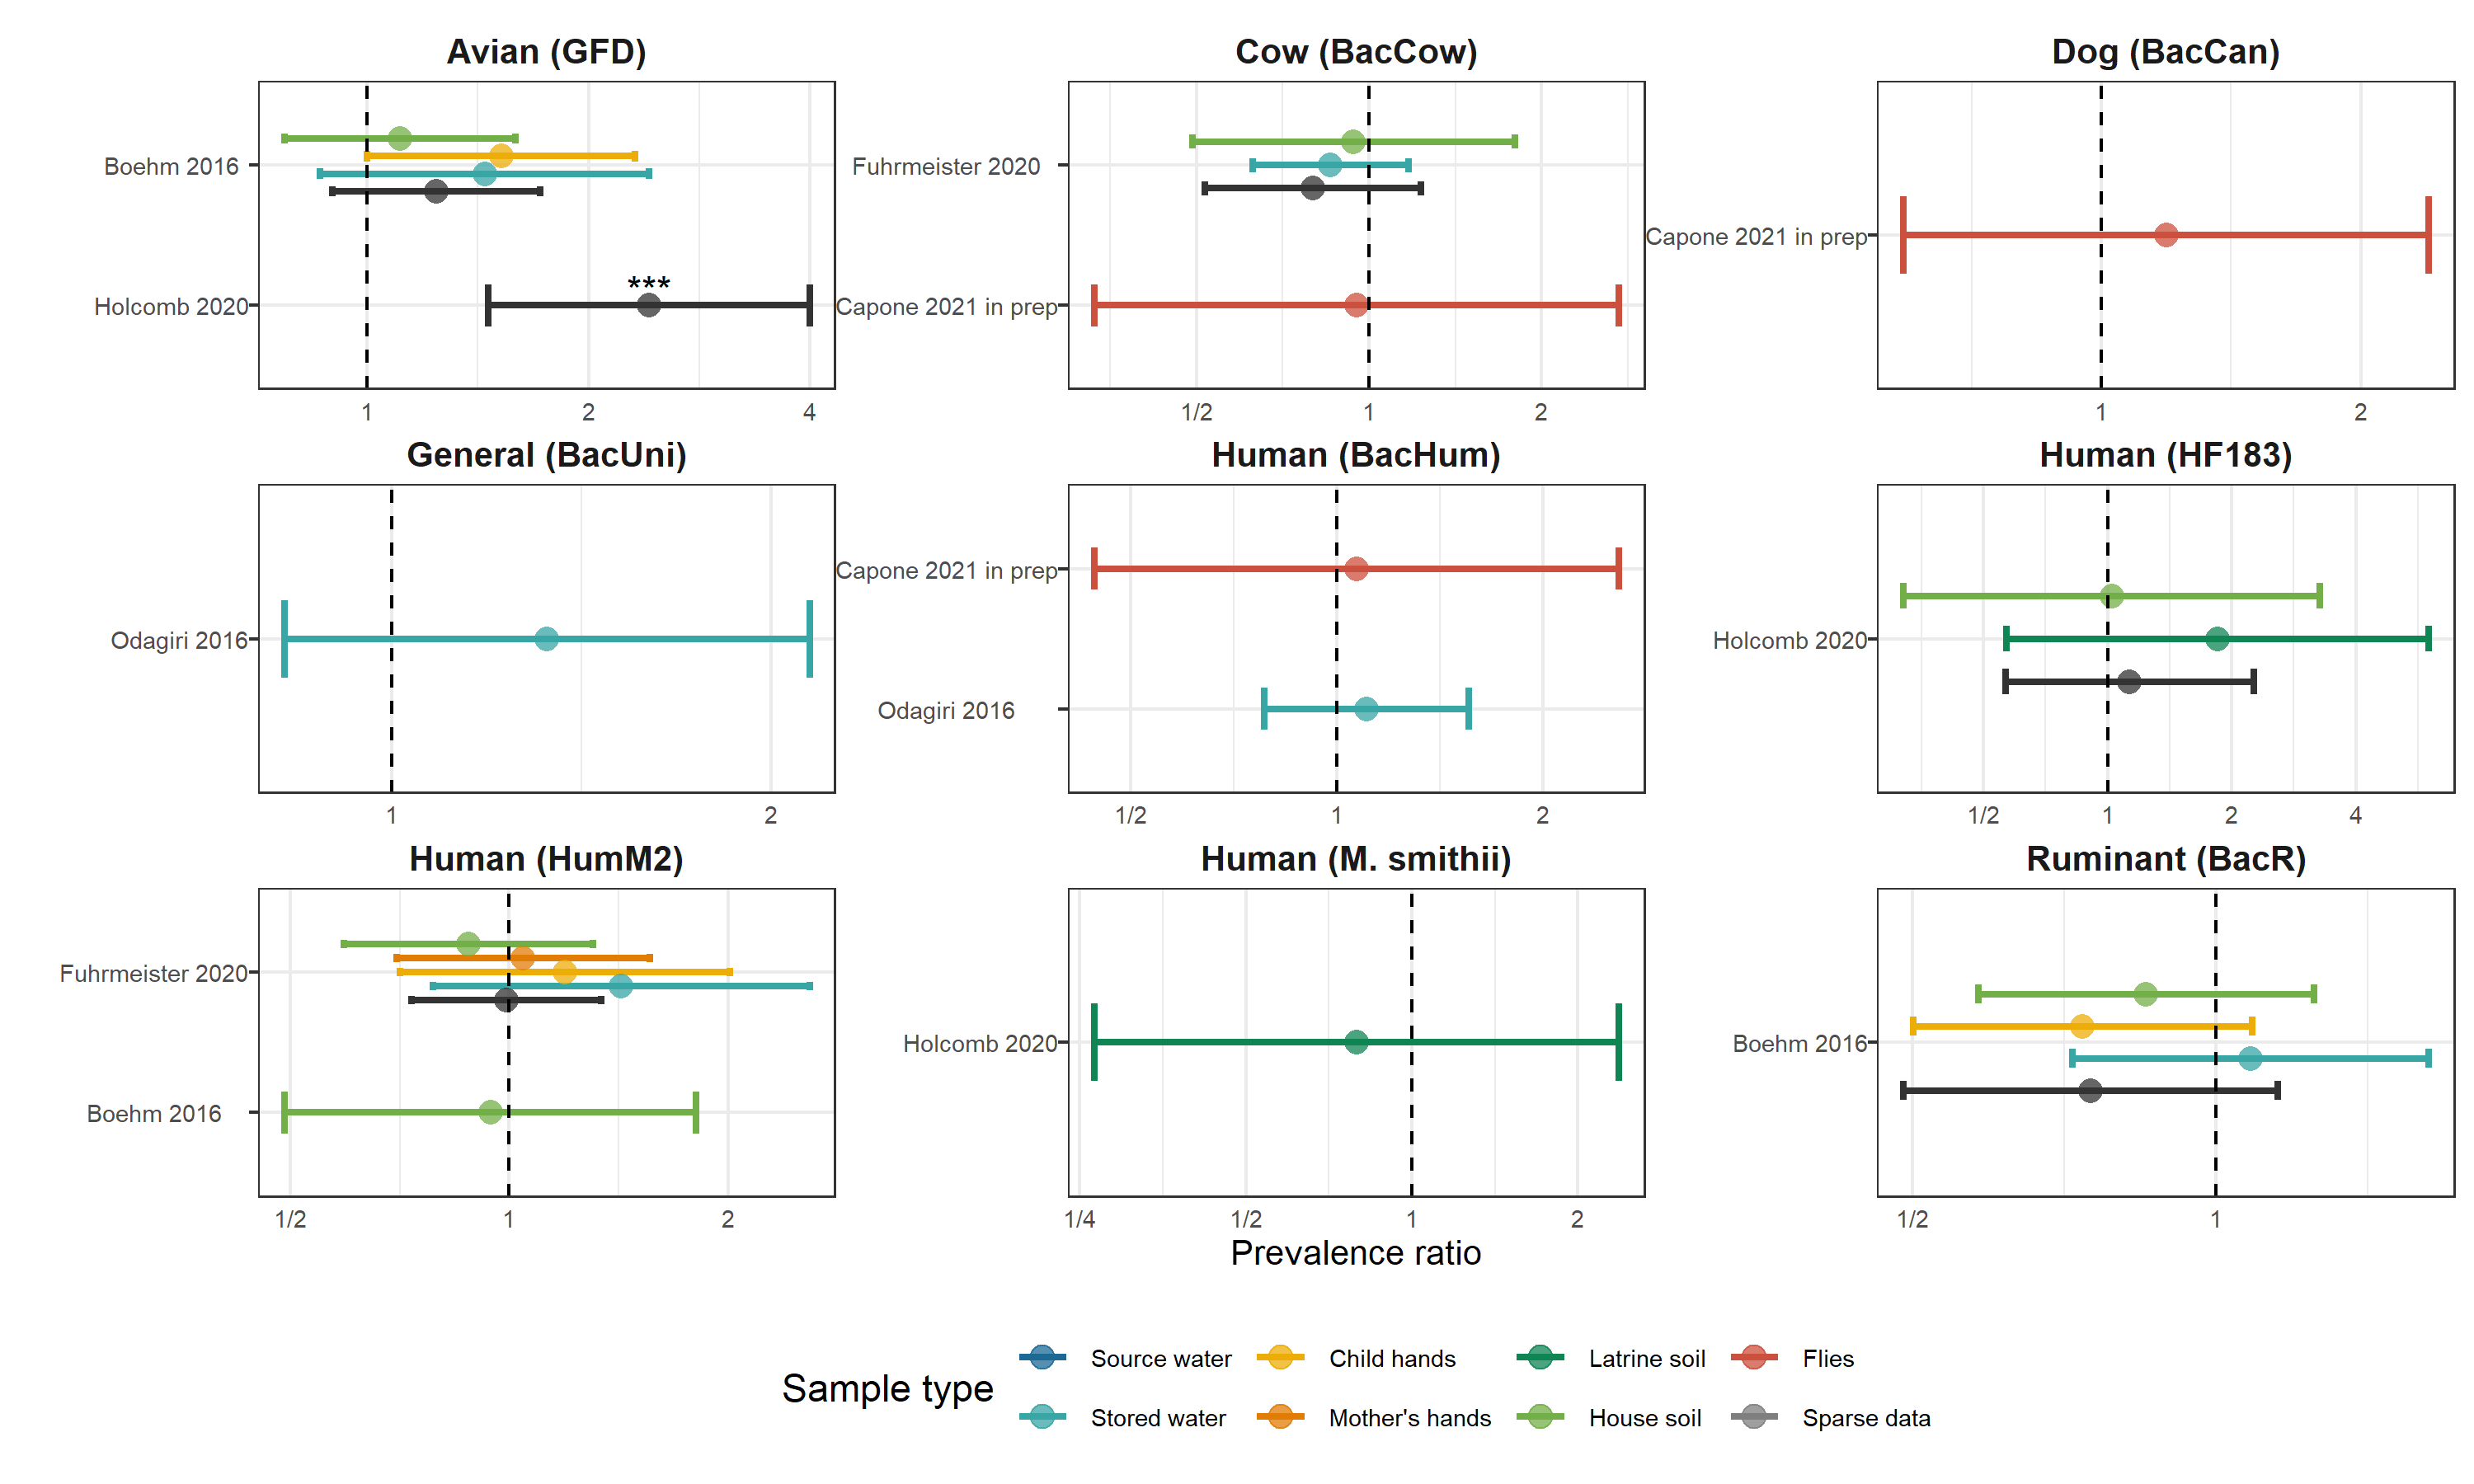 Avian (GFD)
Boehm 2016
***
Holcomb 2020
1 2 4
Cow (BacCow)
Fuhrmeister 2020
Capone 2021 in prep
1/2 1 2
Dog (BacCan)
Capone 2021 in prep
1 2
General (BacUni)
Odagiri 2016
1 2
Human (BacHum)
Capone 2021 in prep
Odagiri 2016
1/2 1 2
Human (HF183)
Holcomb 2020
1/2 1 2 4
Human (HumM2)
Fuhrmeister 2020
Boehm 2016
1/2 1 2
Human (M. smithii)
Holcomb 2020
1/4 1/2 1 2
Ruminant (BacR)
Boehm 2016
1/2 1
Prevalence ratio
Sample type
Source water
Stored water
Child hands
Mother's hands
Latrine soil
House soil
Flies
Sparse data